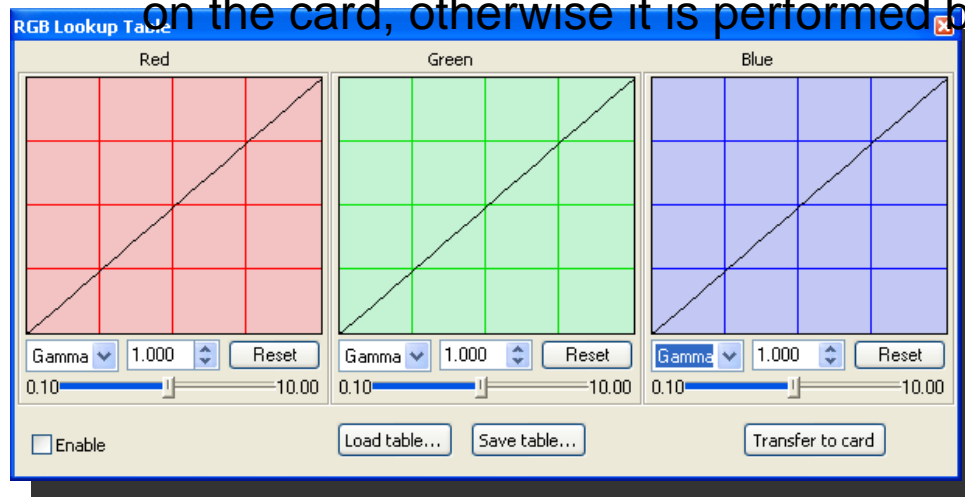 on the card, otherwise it is performed b
RGB Lookup Table
Red Green Blue
Gamma 1.000 Reset Gamma 1.000 Reset Gamma 1.000 Reset
0.10 10.00 0.10 10.00 0.10 10.00
Enable Load table... Save table... Transfer to card